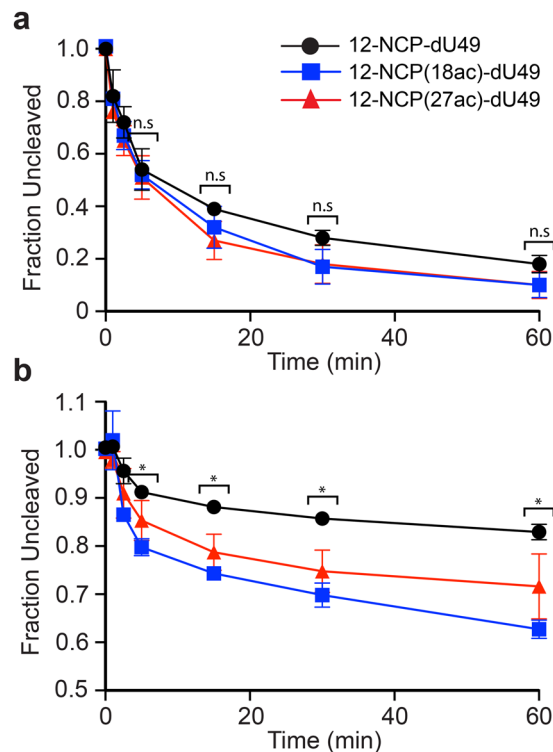 a
12-NCP-dU49
12-NCP(18ac)-dU49
12-NCP(27ac)-dU49
Fraction Uncleaved
1.0
0.8
0.6
0.4
0.2
0
n.s
n.s
n.s
n.s
0
20
40
60
Time (min)
b
Fraction Uncleaved
1.1
1.0
0.9
0.8
0.7
0.6
0.5
*
*
*
*
0
20
40
60
Time (min)